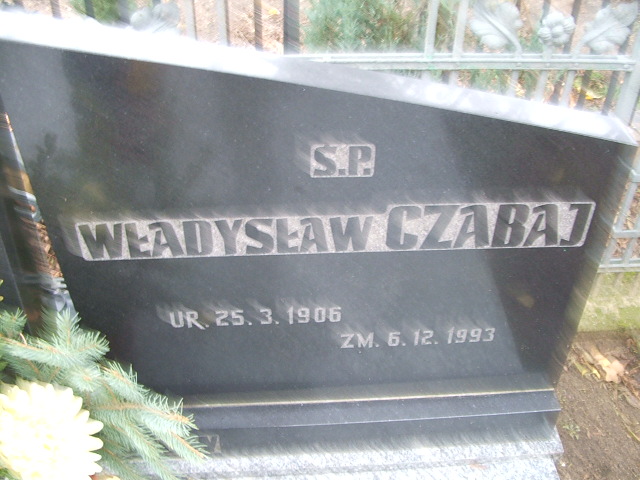 Ś.P.
WŁADYSŁAW CZABAJ
UR. 25.3.1906
ZM. 6.12.1993